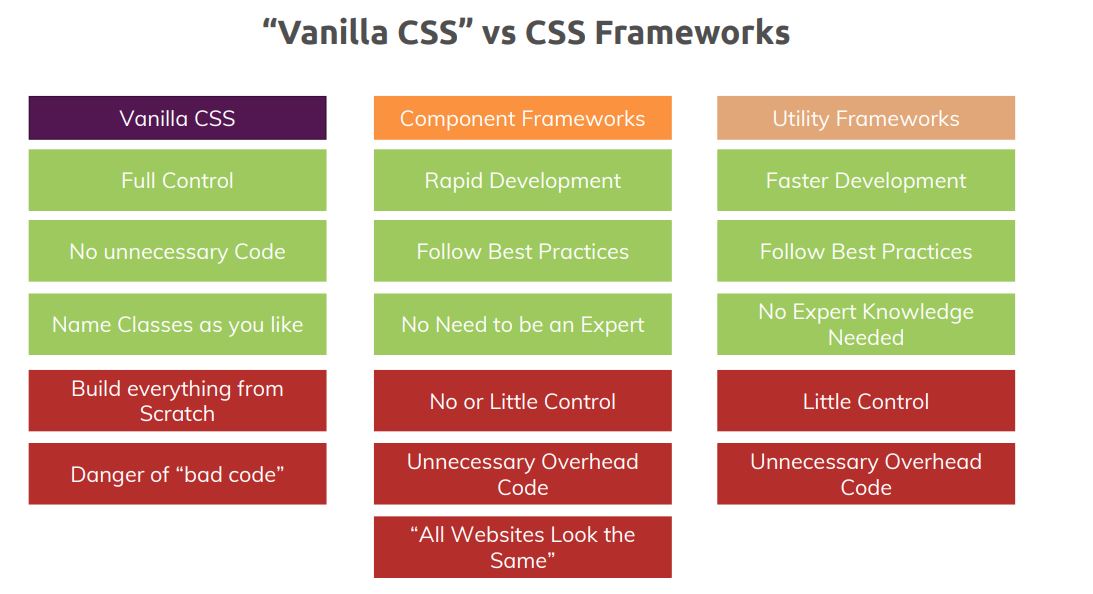 “Vanilla CSS” vs CSS Frameworks
Vanilla CSS
Full Control
No unnecessary Code
Name Classes as you like
Build everything from
Scratch
Danger of “bad code”
Component Frameworks
Rapid Development
Follow Best Practices
No Need to be an Expert
No or Little Control
Unnecessary Overhead
Code
“All Websites Look the
Same”
Utility Frameworks
Faster Development
Follow Best Practices
No Expert Knowledge
Needed
Little Control
Unnecessary Overhead
Code